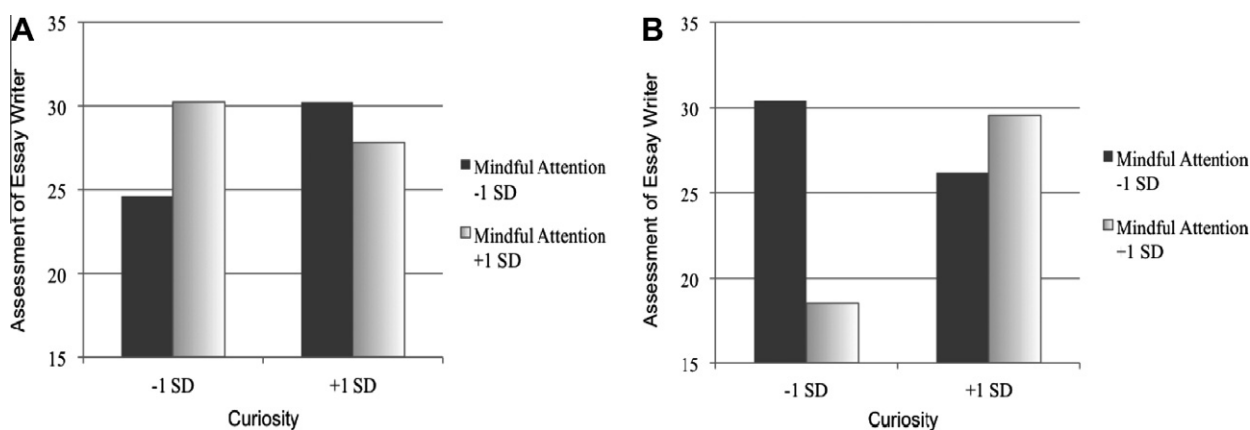 A
35
30
25
20
15
Assessment of Essay Writer
-1 SD
+1 SD
Curiosity
Mindful Attention
-1 SD
Mindful Attention
+1 SD
B
35
30
25
20
15
Assessment of Essay Writer
-1 SD
+1 SD
Curiosity
Mindful Attention
-1 SD
Mindful Attention
+1 SD